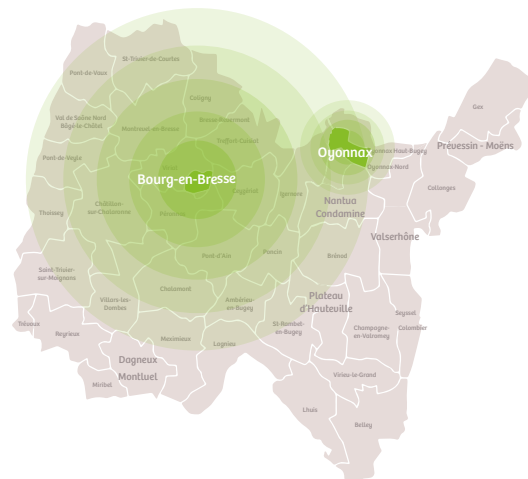 St-Trivier-de-Courtes
Pont-de-Vaux
Coligny
Gex
Val de Saône Nord
Bâgé-le-Châtel
Montrevel-en-Bresse
Treffort-Cuisiat
Oyonnax
Oyonnax Haut-Bugey
Oyonnax-Nord
Prévessin - Moëns
Pont-de-Veyle
Bourg-en-Bresse
Collonges
Ceyzériat
Izernore
Nantua
Condamine
Châtillon
sur-Chalaronne
Péronnas
Thoissey
Valserhône
Pont-d'Ain
Poncin
Brénod
Saint-Trivier
sur-Moignans
Villars-les-
Dombes
Chalamont
Ambérieu
en-Bugey
Plateau
d'Hauteville
Seyssel
Trévoux
Reyrieux
St-Rambert
en-Bugey
Champagne
en-Valromey
Culoz
Meximieux
Lagnieu
Dagneux
Montluel
Miribel
Virieu-le-Grand
Lhuis
Belley